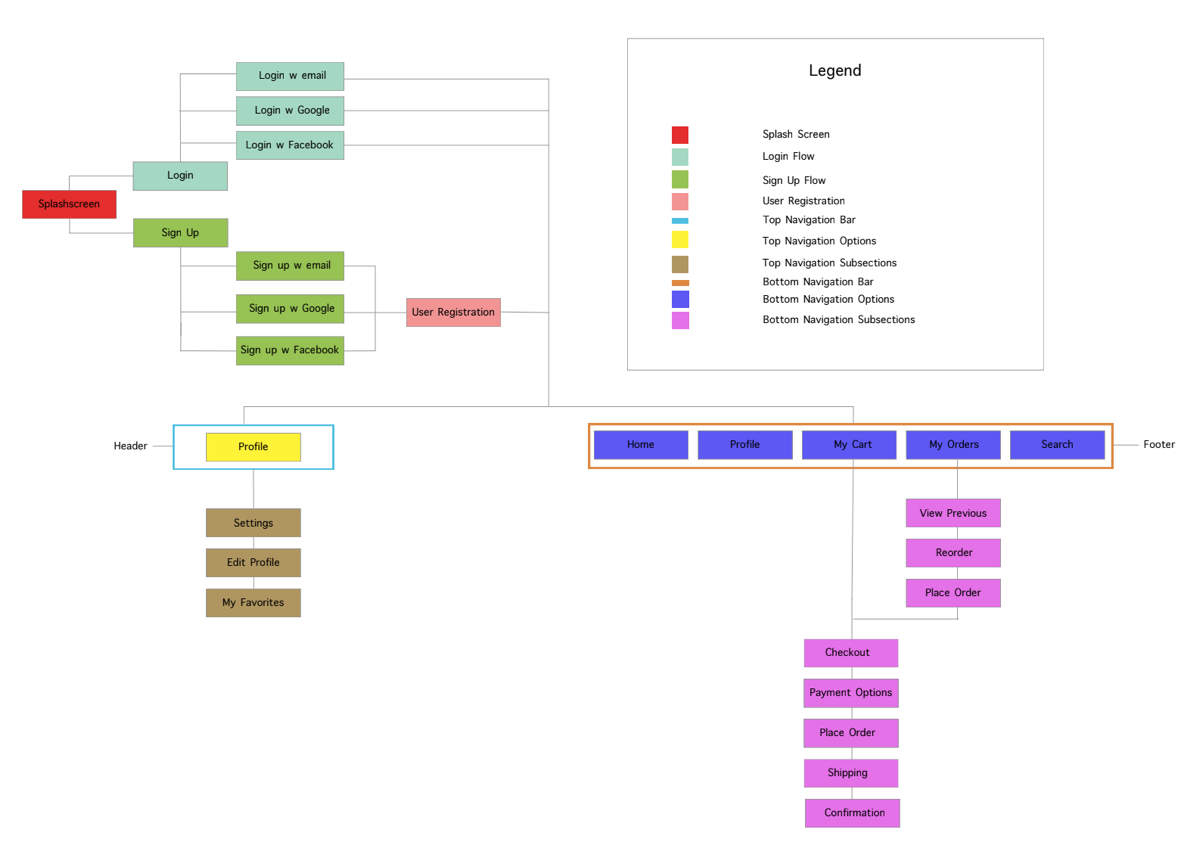 Legend
Splash Screen
Login Flow
Sign Up Flow
User Registration
Top Navigation Bar
Top Navigation Options
Top Navigation Subsections
Bottom Navigation Bar
Bottom Navigation Options
Bottom Navigation Subsections
Login w email
Login w Google
Login w Facebook
Login
Splashscreen
Sign Up
Sign up w email
Sign up w Google
Sign up w Facebook
User Registration
Header
Profile
Settings
Edit Profile
My Favorites
Home
Profile
My Cart
My Orders
Search
Footer
View Previous
Reorder
Place Order
Checkout
Payment Options
Place Order
Shipping
Confirmation